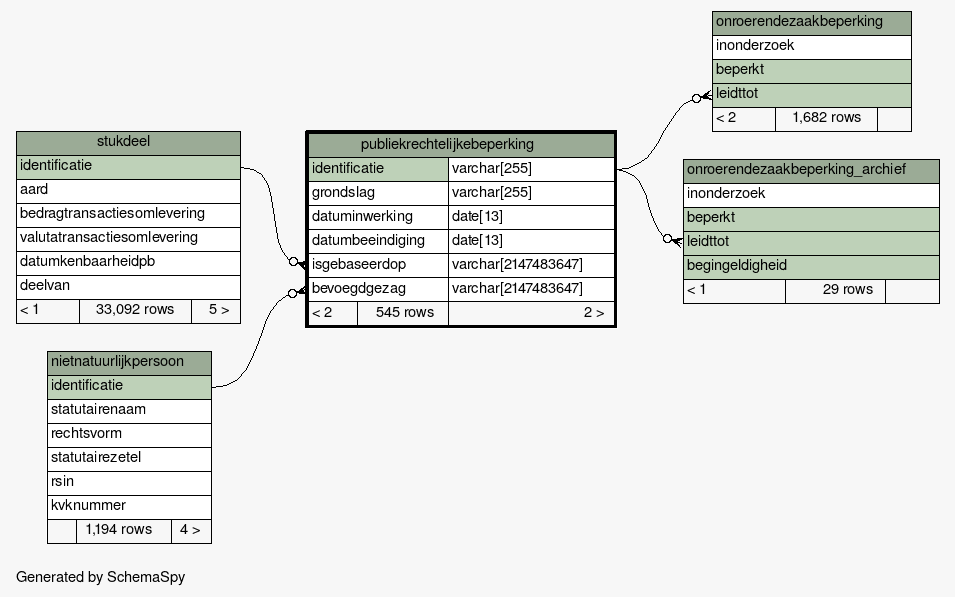 onroerendezaakbeperking
inonderzoek
beperkt
leidttot
< 2 1,682 rows
stukdeel
identificatie
aard
bedragtransactiesomlevering
valutatransactiesomlevering
datumkenbaarheidpb
deelvan
< 1 33,092 rows 5 >
publiekrechtelijkebeperking
identificatie varchar[255]
grondslag varchar[255]
datuminwerking date[13]
datumbeeindiging date[13]
isgebaseerdop varchar[2147483647]
bevoegdgezag varchar[2147483647]
< 2 545 rows 2 >
onroerendezaakbeperking_archief
inonderzoek
beperkt
leidttot
begingeldigheid
< 1 29 rows
nietnatuurlijkpersoon
identificatie
statutairenaam
rechtsvorm
statutairezetel
rsin
kvknummer
1,194 rows 4 >
Generated by SchemaSpy